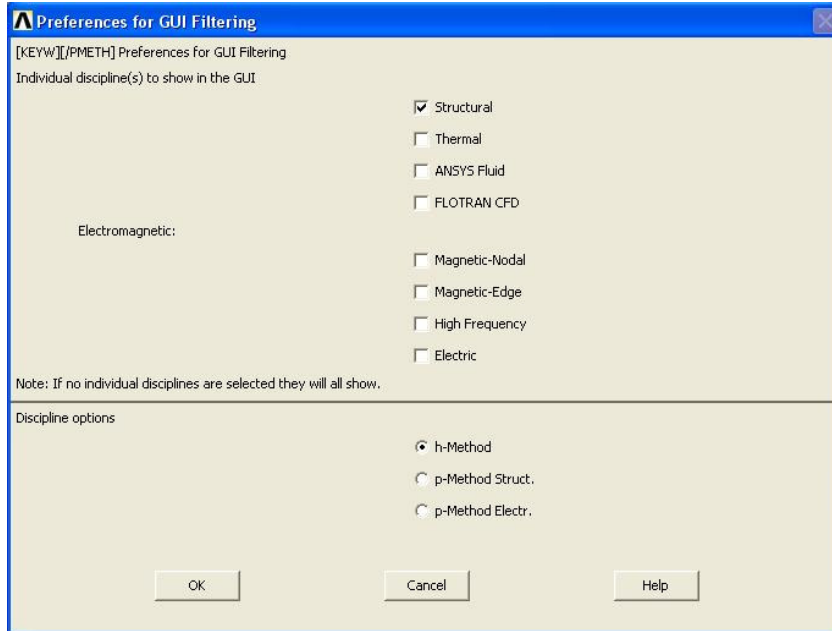 Preferences for GUI Filtering
[KEYW][/PMETH] Preferences for GUI Filtering
Individual discipline(s) to show in the GUI
Structural
Thermal
ANSYS Fluid
FLOTRAN CFD
Electromagnetic:
Magnetic-Nodal
Magnetic-Edge
High Frequency
Electric
Note: If no individual disciplines are selected they will all show.
Discipline options
h-Method
p-Method Struct.
p-Method Electr.
OK Cancel Help